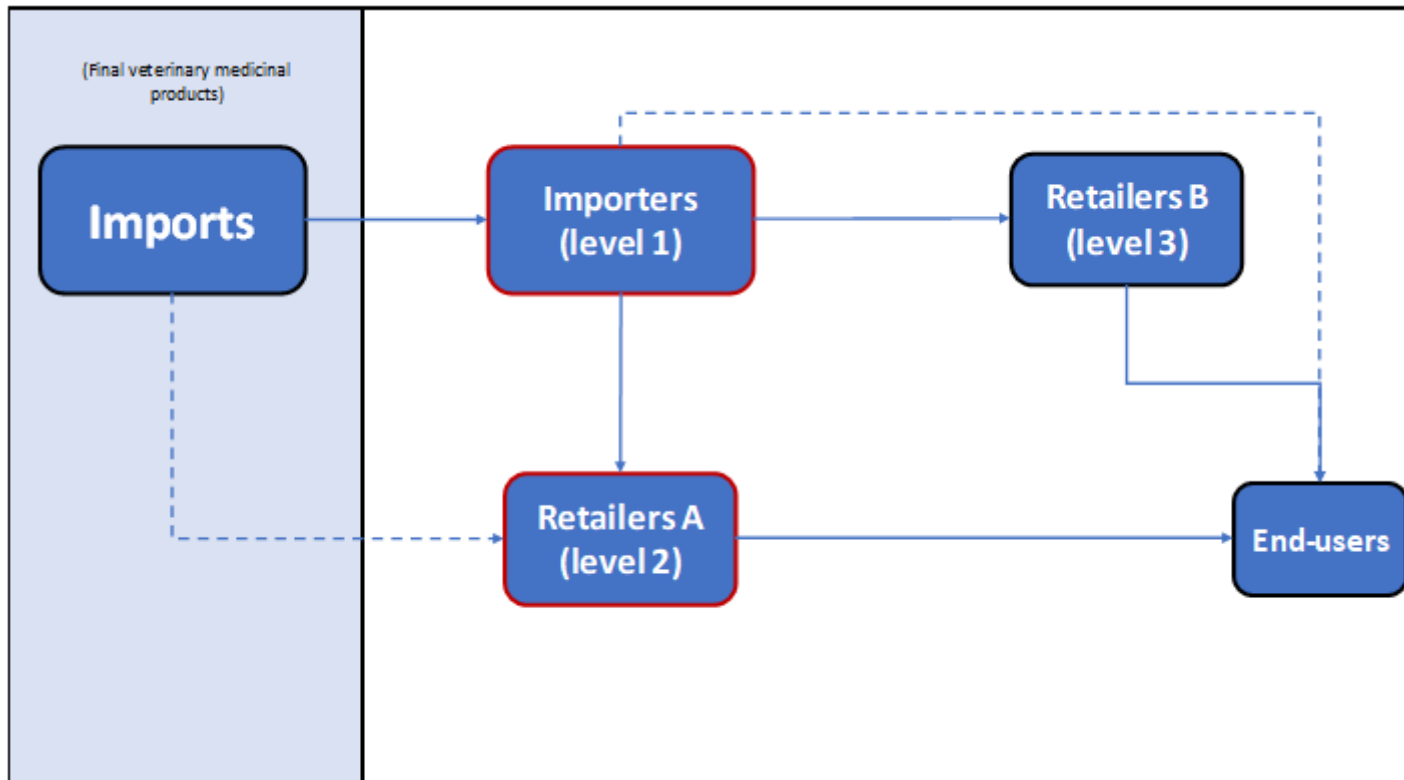 (Final veterinary medicinal
products)
Imports
Importers
(level 1)
Retailers B
(level 3)
Retailers A
(level 2)
End-users